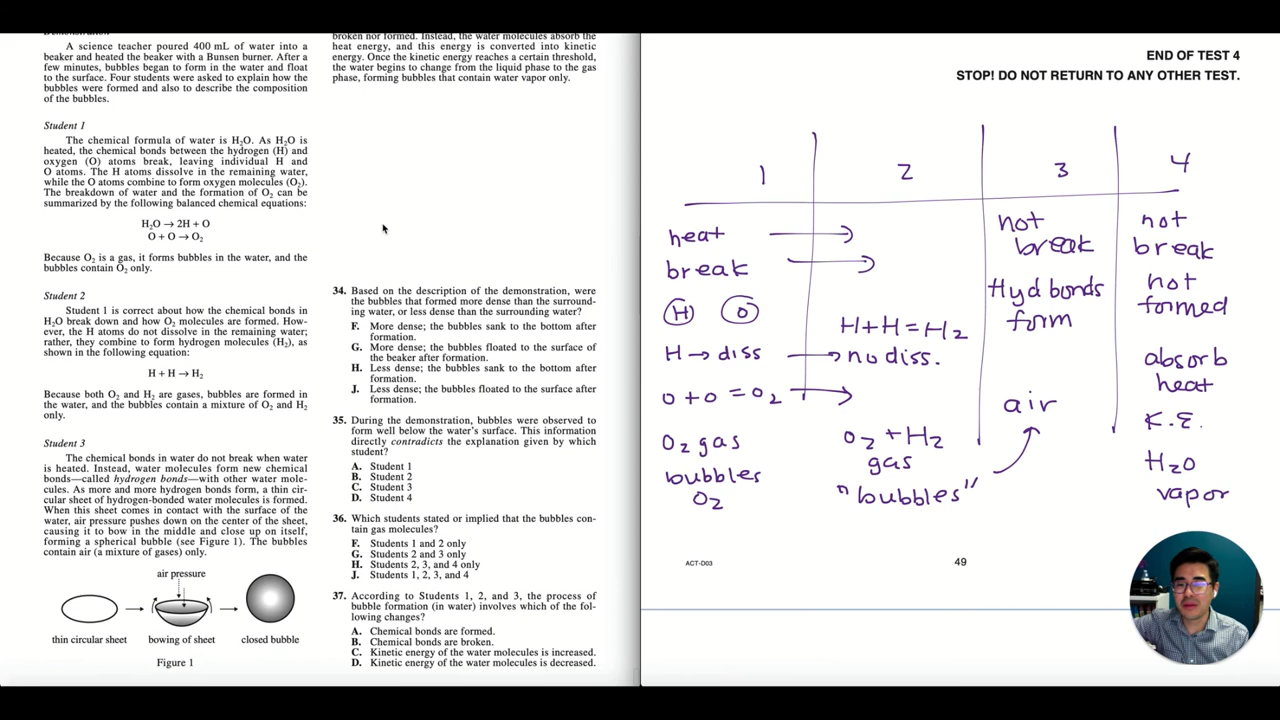 A science teacher poured 400 mL of water into a
beaker and heated the beaker with a Bunsen burner. After a
few minutes, bubbles began to form in the water and float
to the surface. Four students were asked to explain how the
bubbles were formed and also to describe the composition
of the bubbles.
Student 1
The chemical formula of water is H₂O. As H₂O is
heated, the chemical bonds between the hydrogen (H) and
oxygen (O) atoms break, leaving individual H and
O atoms. The H atoms dissolve in the remaining water,
while the O atoms combine to form oxygen molecules (O₂).
The breakdown of water and the formation of O₂ can be
summarized by the following balanced chemical equations:
H₂O → 2H + O
O + O → O₂
Because O₂ is a gas, it forms bubbles in the water, and the
bubbles contain O₂ only.
Student 2
Student 1 is correct about how the chemical bonds in
H₂O break down and how O₂ molecules are formed. How-
ever, the H atoms do not dissolve in the remaining water;
rather, they combine to form hydrogen molecules (H₂), as
shown in the following equation:
H + H → H₂
Because both O₂ and H₂ are gases, bubbles are formed in
the water, and the bubbles contain a mixture of O₂ and H₂
only.
Student 3
The chemical bonds in water do not break when water
is heated. Instead, water molecules form new chemical
bonds—called hydrogen bonds—with other water mole-
cules. As more and more hydrogen bonds form, a thin cir-
cular sheet of hydrogen-bonded water molecules is formed.
When this sheet comes in contact with the surface of the
water, air pressure pushes down on the center of the sheet,
causing it to bow in the middle and close up on itself,
forming a spherical bubble (see Figure 1). The bubbles
contain air (a mixture of gases) only.
air pressure
thin circular sheet
bowing of sheet
closed bubble
Figure 1
broken nor formed. Instead, the water molecules absorb the
heat energy, and this energy is converted into kinetic
energy. Once the kinetic energy reaches a certain threshold,
the water begins to change from the liquid phase to the gas
phase, forming bubbles that contain water vapor only.
34. Based on the description of the demonstration, were
the bubbles that formed more dense than the surround-
ing water, or less dense than the surrounding water?
F. More dense; the bubbles sank to the bottom after
formation.
G. More dense; the bubbles floated to the surface of
the beaker after formation.
H. Less dense; the bubbles sank to the bottom after
formation.
J. Less dense; the bubbles floated to the surface after
formation.
35. During the demonstration, bubbles were observed to
form well below the water's surface. This information
directly contradicts the explanation given by which
student?
A. Student 1
B. Student 2
C. Student 3
D. Student 4
36. Which students stated or implied that the bubbles con-
tain gas molecules?
F. Students 1 and 2 only
G. Students 2 and 3 only
H. Students 2, 3, and 4 only
J. Students 1, 2, 3, and 4
37. According to Students 1, 2, and 3, the process of
bubble formation (in water) involves which of the fol-
lowing changes?
A. Chemical bonds are formed.
B. Chemical bonds are broken.
C. Kinetic energy of the water molecules is increased.
D. Kinetic energy of the water molecules is decreased.
END OF TEST 4
STOP! DO NOT RETURN TO ANY OTHER TEST.
1
heat
break
H O
H → diss
O + O = O₂
O₂ gas
bubbles
O₂
2
H + H = H₂
no diss.
O₂ + H₂
gas
"bubbles"
3
not
break
Hyd bonds
form
air
4
not
break
not
formed
absorb
heat
K.E.
H₂O
vapor
ACT-D03
49